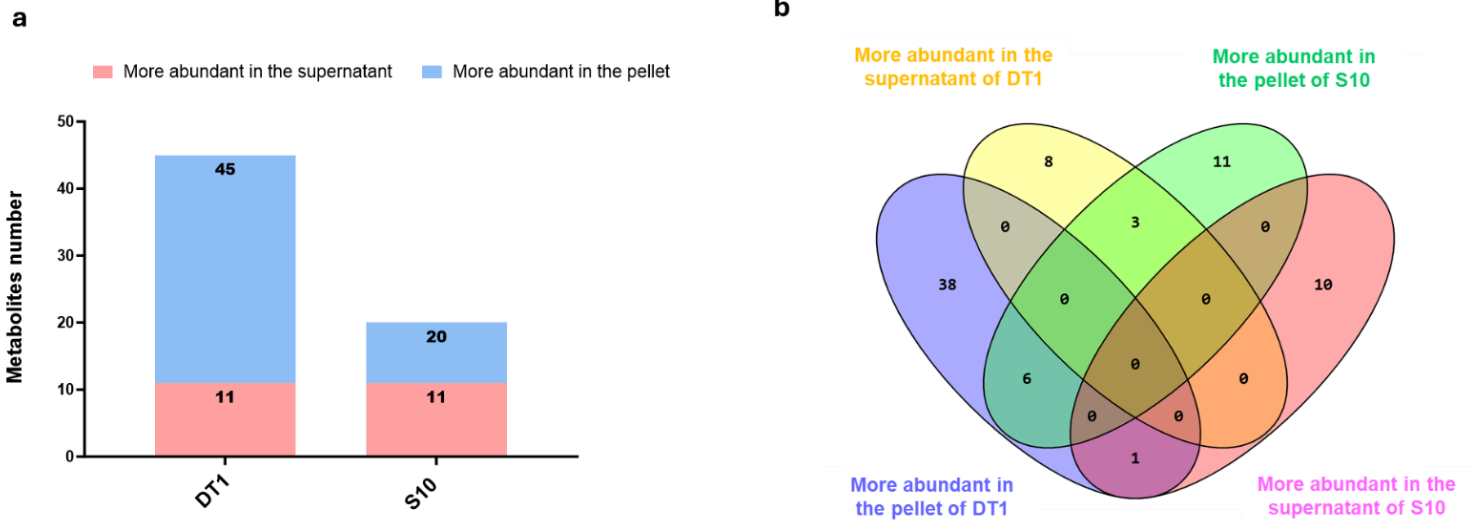 a
More abundant in the supernatant
More abundant in the pellet
Metabolites number
50
40
30
20
10
0
45
11
20
11
DT1
S10
b
More abundant in the
supernatant of DT1
More abundant in
the pellet of S10
8
11
0
3
0
38
0
0
10
6
0
0
0
0
1
More abundant in
the pellet of DT1
More abundant in the
supernatant of S10